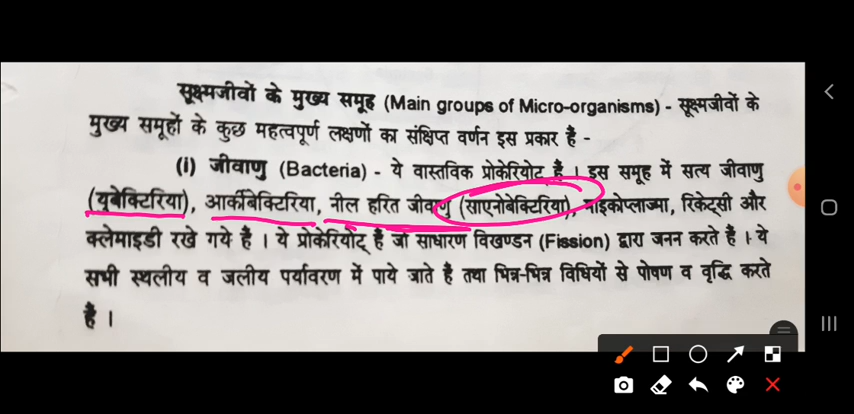 सूक्ष्मजीवों के मुख्य समूह (Main groups of Micro-organisms) - सूक्ष्मजीवों के
मुख्य समूहों के कुछ महत्वपूर्ण लक्षणों का संक्षिप्त वर्णन इस प्रकार है -
(i) जीवाणु (Bacteria) - ये वास्तविक प्रोकेरियोट है । इस समूह में सत्य जीवाणु
(यूबेक्टिरिया), आर्कीबेक्टिरिया, नील हरित जीवाणु (साएनोबेक्टिरिया), माइकोप्लाज्मा, रिकेट्सी और
क्लेमाइडी रखे गये है । ये प्रोकेरियोट् है जो साधारण विखण्डन (Fission) द्वारा जनन करते है । ये
सभी स्थलीय व जलीय पर्यावरण में पाये जाते है तथा भिन्न-भिन्न विधियों से पोषण व वृद्धि करते
है ।